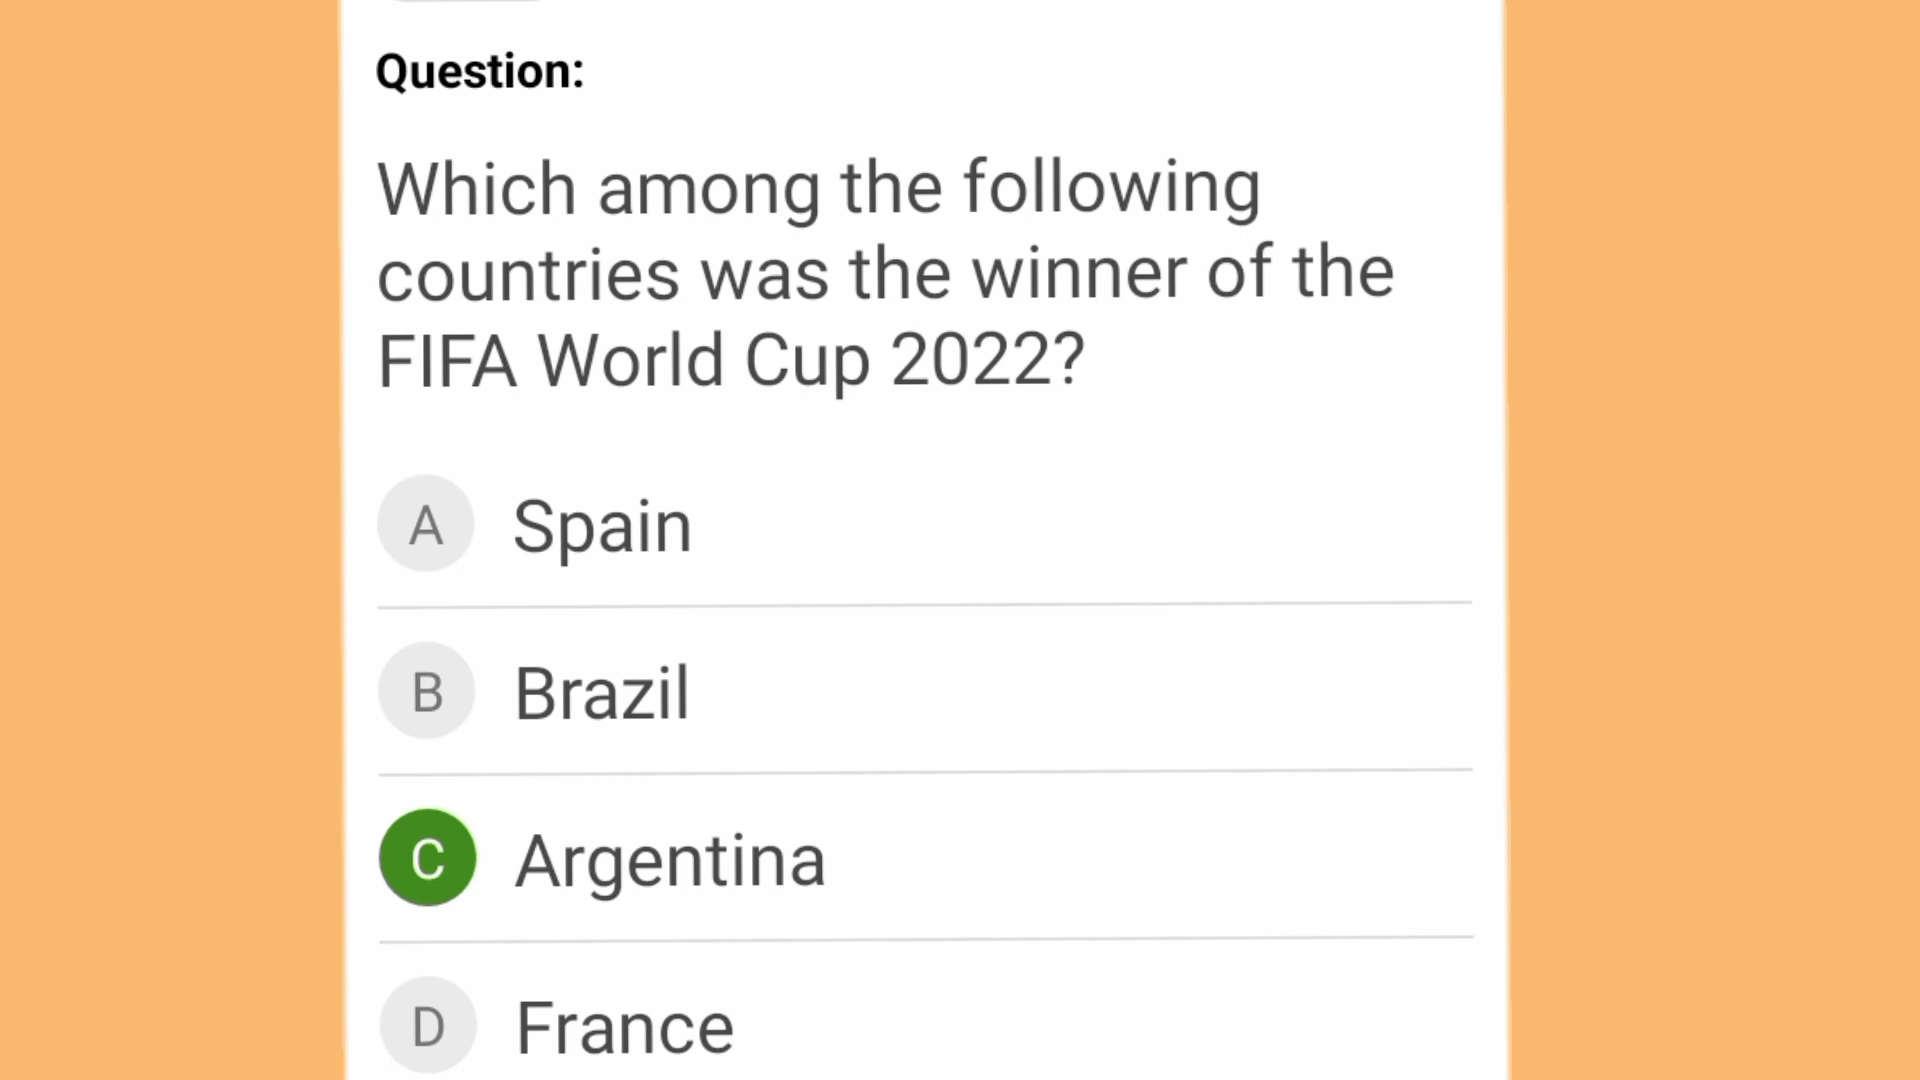 Question:
Which among the following
countries was the winner of the
FIFA World Cup 2022?
A Spain
B Brazil
C Argentina
D France